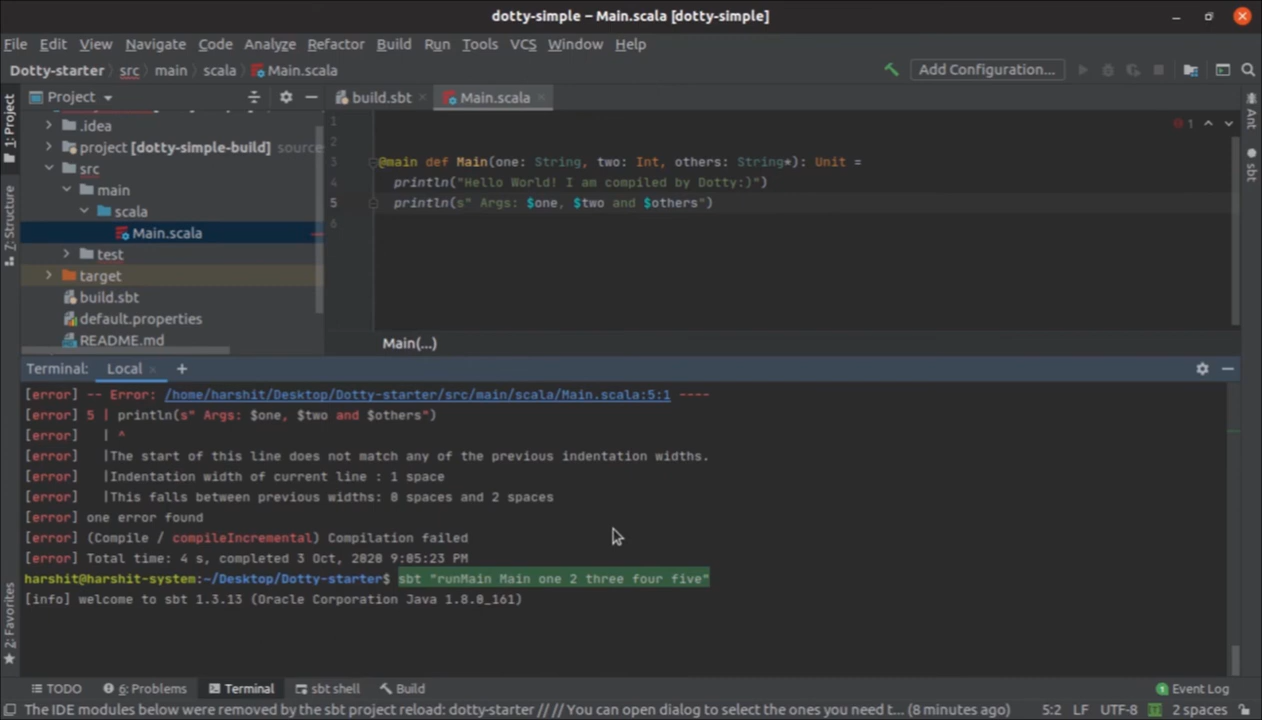 dotty-simple – Main.scala [dotty-simple]
File Edit View Navigate Code Analyze Refactor Build Run Tools VCS Window Help
Dotty-starter src main scala Main.scala Add Configuration...
1: Project
Project
build.sbt
Main.scala
.idea
project [dotty-simple-build] source
src
main
scala
Main.scala
test
target
build.sbt
default.properties
README.md
1
1
2
3 @main def Main(one: String, two: Int, others: String*): Unit =
4 println("Hello World! I am compiled by Dotty:)")
5 println(s" Args: $one, $two and $others")
6
Main(...)
Ant
sbt
7: Structure
2: Favorites
Terminal: Local +
[error] -- Error: /home/harshit/Desktop/Dotty-starter/src/main/scala/Main.scala:5:1 ----
[error] 5 | println(s" Args: $one, $two and $others")
[error] | ^
[error] |The start of this line does not match any of the previous indentation widths.
[error] |Indentation width of current line : 1 space
[error] |This falls between previous widths: 0 spaces and 2 spaces
[error] one error found
[error] (Compile / compileIncremental) Compilation failed
[error] Total time: 4 s, completed 3 Oct, 2020 9:05:23 PM
harshit@harshit-system:~/Desktop/Dotty-starter$ sbt "runMain Main one 2 three four five"
[info] welcome to sbt 1.3.13 (Oracle Corporation Java 1.8.0_161)
TODO 6: Problems Terminal sbt shell Build Event Log
The IDE modules below were removed by the sbt project reload: dotty-starter // // You can open dialog to select the ones you need t... (8 minutes ago) 5:2 LF UTF-8 2 spaces